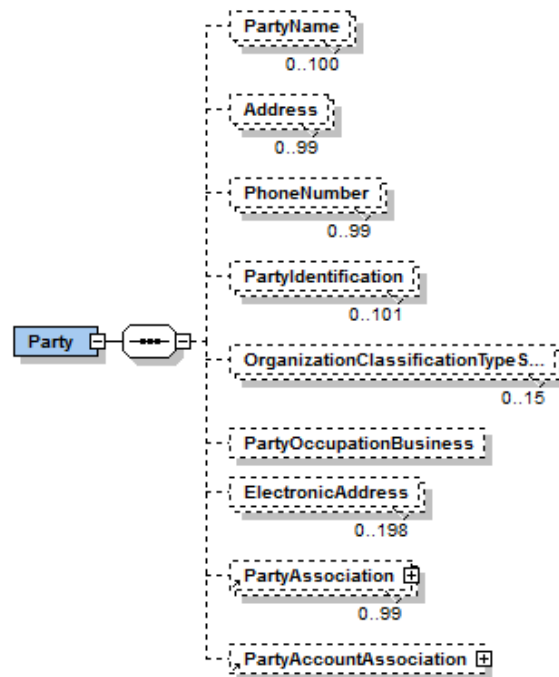 PartyName
0..100
Address
0..99
PhoneNumber
0..99
PartyIdentification
0..101
Party
OrganizationClassificationTypeS...
0..15
PartyOccupationBusiness
ElectronicAddress
0..198
PartyAssociation
0..99
PartyAccountAssociation